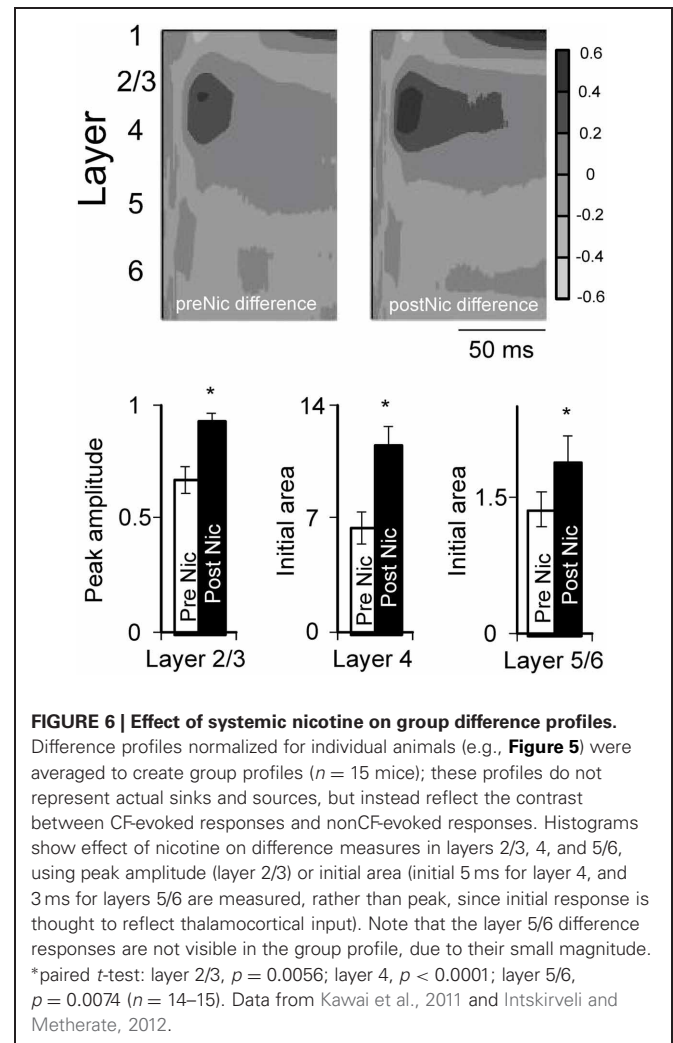 Layer
1
2/3
4
5
6
preNic difference
postNic difference
0.6
0.4
0.2
0
-0.2
-0.4
-0.6
50 ms
Peak amplitude
1
0.5
0
Pre Nic
Post Nic
*
Layer 2/3
Initial area
14
7
0
Pre Nic
Post Nic
*
Layer 4
Initial area
1.5
0
Pre Nic
Post Nic
*
Layer 5/6
FIGURE 6 | Effect of systemic nicotine on group difference profiles.
Difference profiles normalized for individual animals (e.g., Figure 5) were
averaged to create group profiles (n = 15 mice); these profiles do not
represent actual sinks and sources, but instead reflect the contrast
between CF-evoked responses and nonCF-evoked responses. Histograms
show effect of nicotine on difference measures in layers 2/3, 4, and 5/6,
using peak amplitude (layer 2/3) or initial area (initial 5 ms for layer 4, and
3 ms for layers 5/6 are measured, rather than peak, since initial response is
thought to reflect thalamocortical input). Note that the layer 5/6 difference
responses are not visible in the group profile, due to their small magnitude.
*paired t-test: layer 2/3, p = 0.0056; layer 4, p < 0.0001; layer 5/6,
p = 0.0074 (n = 14–15). Data from Kawai et al., 2011 and Intskirveli and
Metherate, 2012.